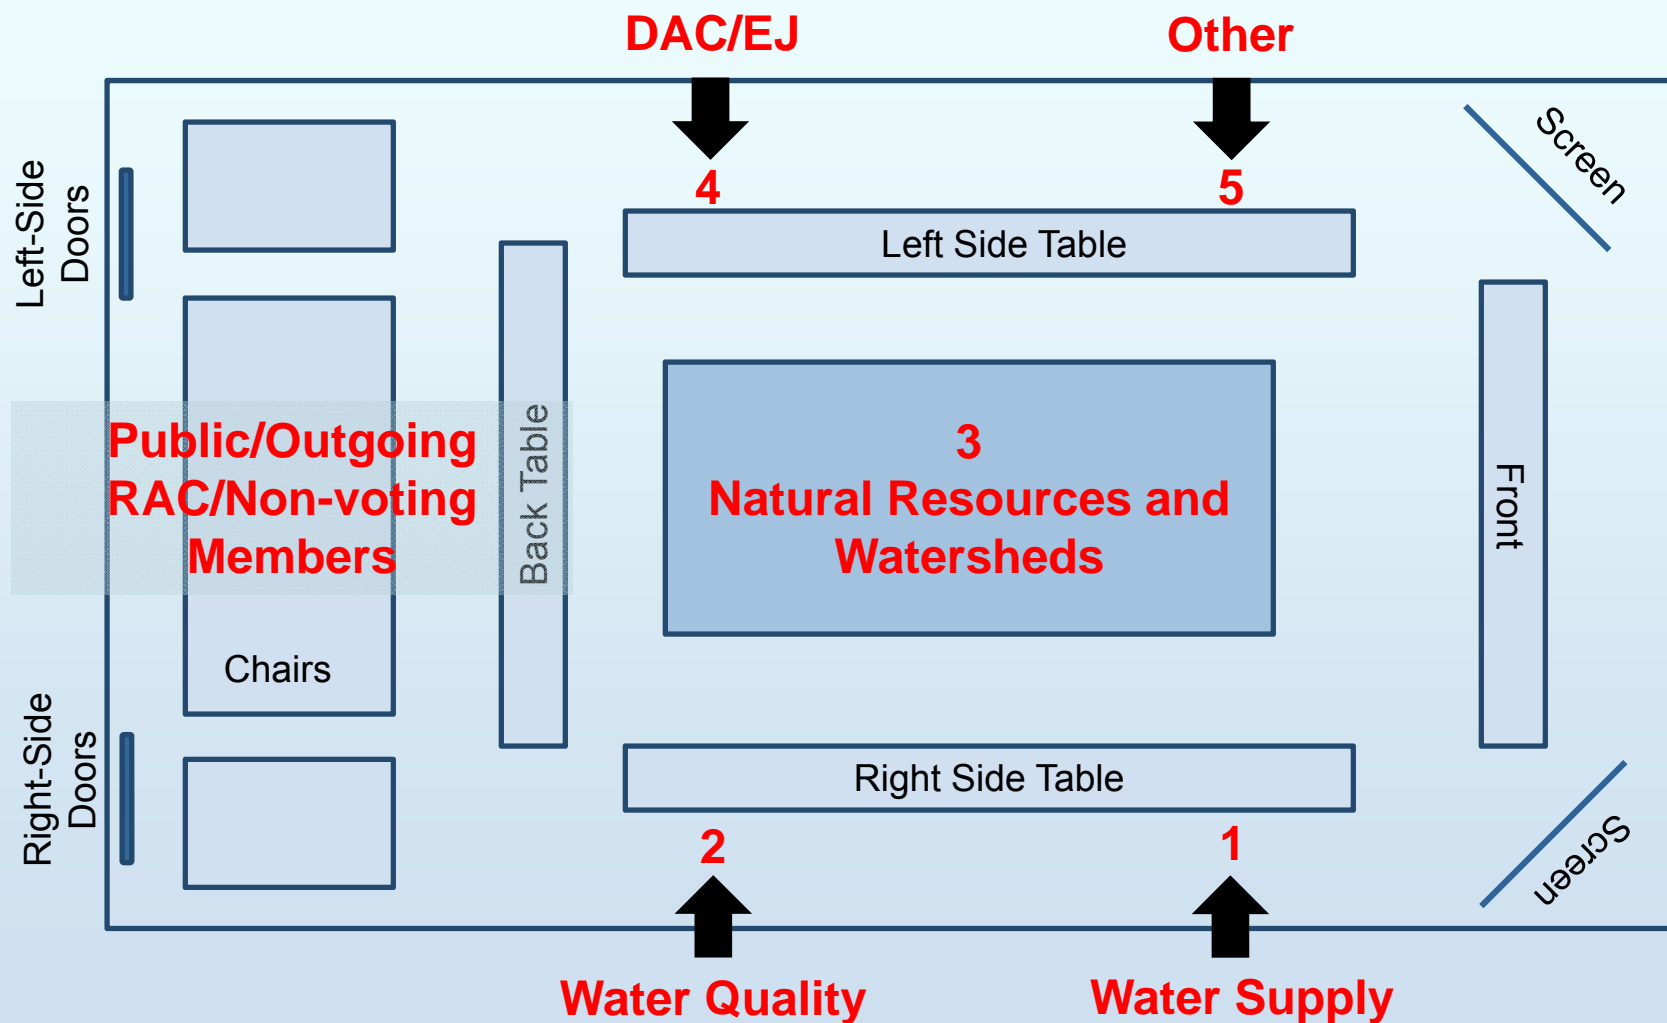 DAC/EJ
Other
4
5
Screen
Left-Side
Doors
Left Side Table
Public/Outgoing
RAC/Non-voting
Members
Back Table
3
Natural Resources and
Watersheds
Front
Chairs
Right-Side
Doors
Right Side Table
2
1
Screen
Water Quality
Water Supply